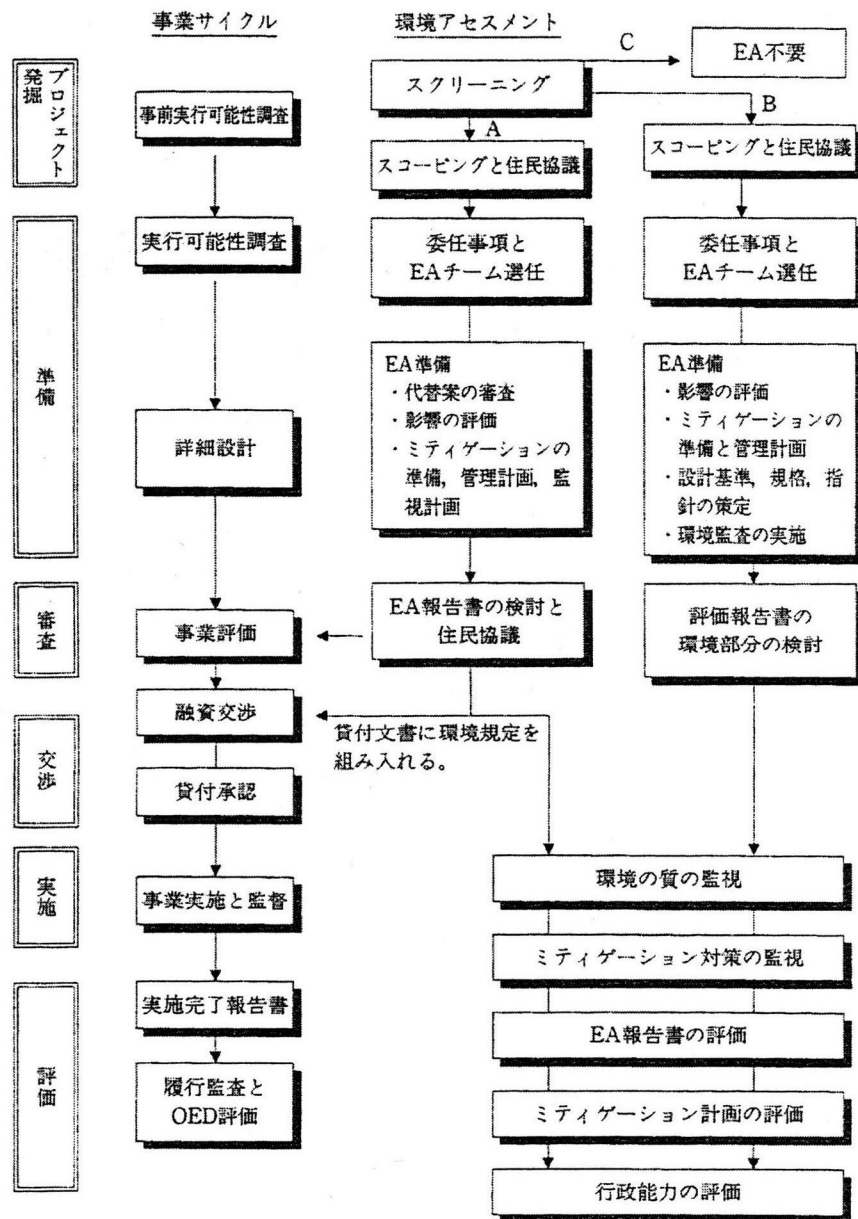 事業サイクル
環境アセスメント
プロジェクト
発掘
事前実行可能性調査
スクリーニング
C
EA不要
A
B
スコーピングと住民協議
スコーピングと住民協議
準備
実行可能性調査
委任事項と
EAチーム選任
委任事項と
EAチーム選任
詳細設計
EA準備
・代替案の審査
・影響の評価
・ミティゲーションの
準備, 管理計画, 監
視計画
EA準備
・影響の評価
・ミティゲーションの
準備と管理計画
・設計基準, 規格, 指
針の策定
・環境監査の実施
審査
事業評価
EA報告書の検討と
住民協議
評価報告書の
環境部分の検討
交渉
融資交渉
貸付文書に環境規定を
組み入れる。
貸付承認
実施
事業実施と監督
環境の質の監視
ミティゲーション対策の監視
評価
実施完了報告書
EA報告書の評価
履行監査と
OED評価
ミティゲーション計画の評価
行政能力の評価